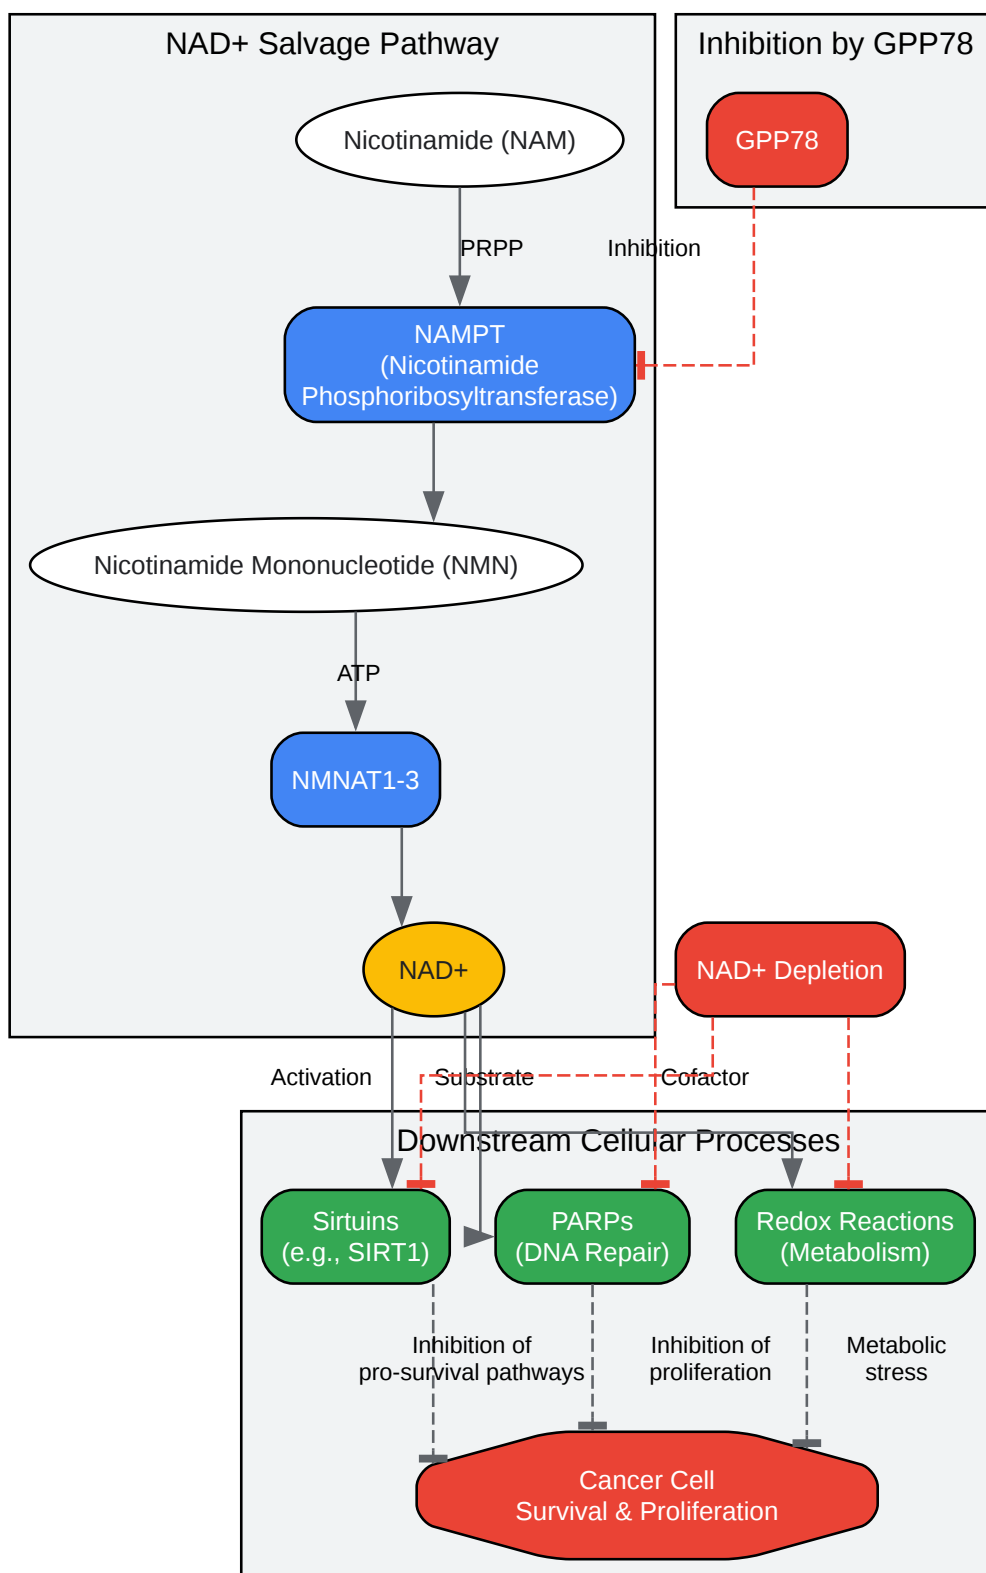 NAD+ Salvage Pathway
Inhibition by GPP78
Nicotinamide (NAM)
GPP78
PRPP
Inhibition
NAMPT
(Nicotinamide
Phosphoribosyltransferase)
Nicotinamide Mononucleotide (NMN)
ATP
NMNAT1-3
NAD+
NAD+ Depletion
Activation
Substrate
Cofactor
Downstream Cellular Processes
Sirtuins
(e.g., SIRT1)
PARPs
(DNA Repair)
Redox Reactions
(Metabolism)
Inhibition of
pro-survival pathways
Inhibition of
proliferation
Metabolic
stress
Cancer Cell
Survival & Proliferation